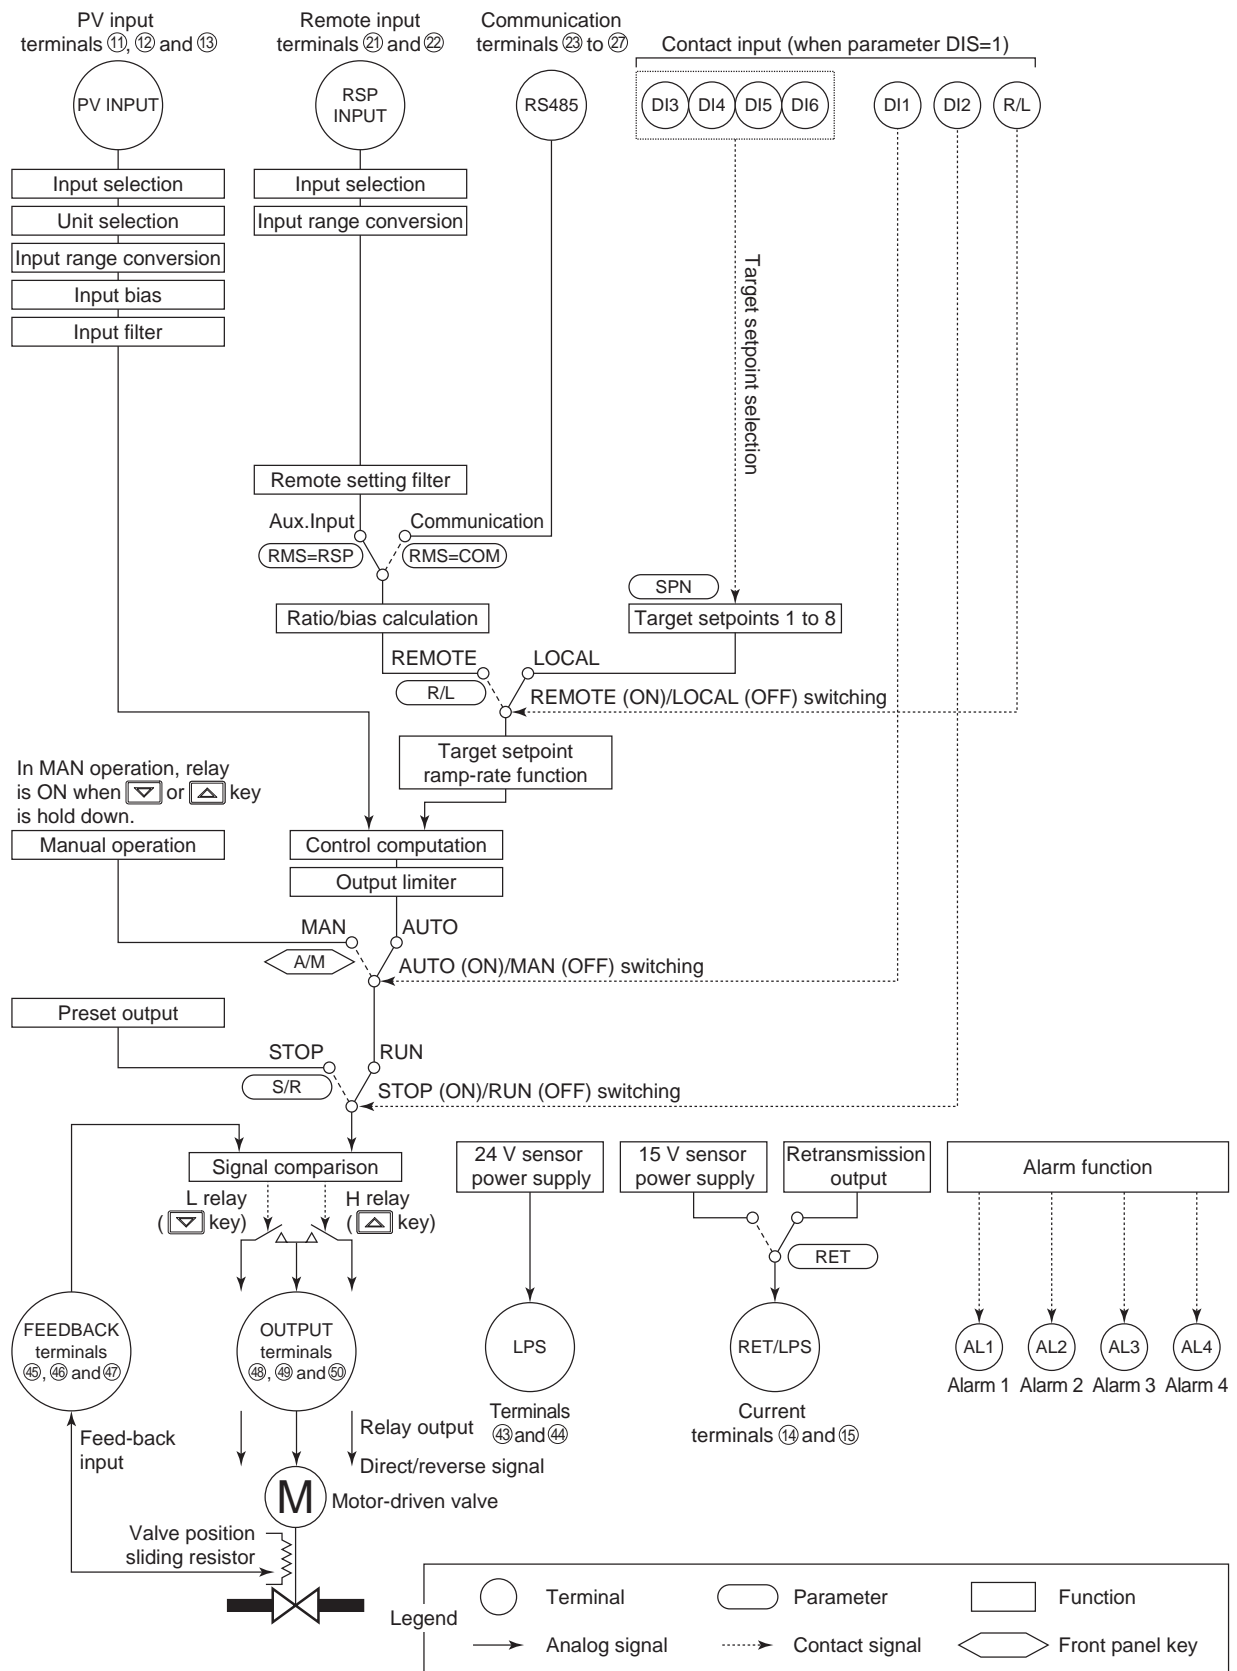 PV input
terminals ⑪, ⑫ and ⑬
Remote input
terminals ㉑ and ㉒
Communication
terminals ㉓ to ㉗
Contact input (when parameter DIS=1)
PV INPUT
RSP
INPUT
RS485
DI3
DI4
DI5
DI6
DI1
DI2
R/L
Input selection
Unit selection
Input range conversion
Input bias
Input filter
Input selection
Input range conversion
Target setpoint selection
Remote setting filter
Aux.Input
Communication
RMS=RSP
RMS=COM
Ratio/bias calculation
SPN
Target setpoints 1 to 8
REMOTE
LOCAL
R/L
REMOTE (ON)/LOCAL (OFF) switching
Target setpoint
ramp-rate function
In MAN operation, relay
is ON when ▽ or △ key
is hold down.
Manual operation
Control computation
Output limiter
MAN
AUTO
A/M
AUTO (ON)/MAN (OFF) switching
Preset output
STOP
RUN
S/R
STOP (ON)/RUN (OFF) switching
Signal comparison
L relay
( ▽ key)
H relay
( △ key)
24 V sensor
power supply
15 V sensor
power supply
Retransmission
output
Alarm function
RET
FEEDBACK
terminals
㊺, ㊻ and ㊼
OUTPUT
terminals
㊽, ㊾ and ㊿
LPS
RET/LPS
AL1
AL2
AL3
AL4
Alarm 1
Alarm 2
Alarm 3
Alarm 4
Terminals
㊸ and ㊹
Current
terminals ⑭ and ⑮
Feed-back
input
Relay output
Direct/reverse signal
M
Motor-driven valve
Valve position
sliding resistor
Legend
Terminal
Parameter
Function
Analog signal
Contact signal
Front panel key